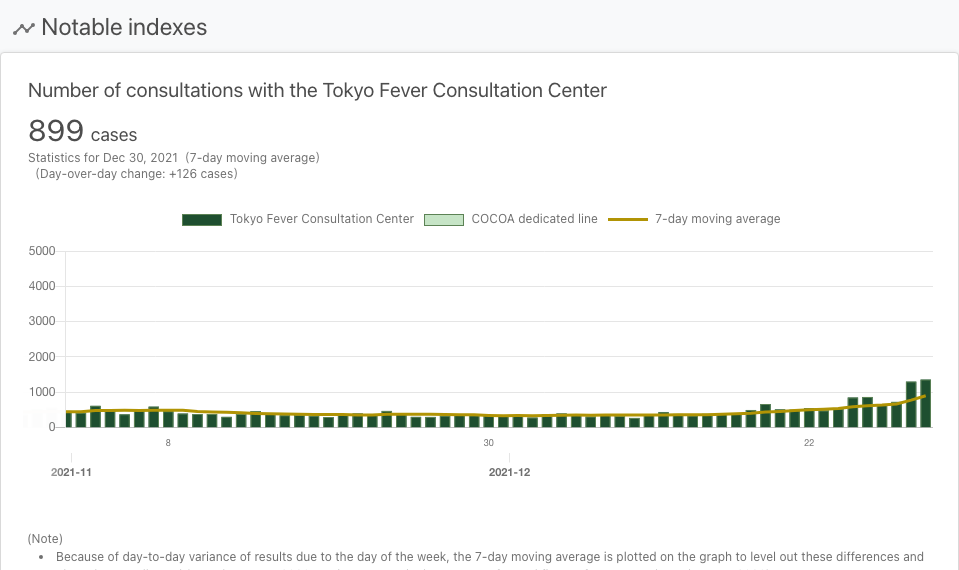 Notable indexes
Number of consultations with the Tokyo Fever Consultation Center
899 cases
Statistics for Dec 30, 2021 (7-day moving average)
(Day-over-day change: +126 cases)
Tokyo Fever Consultation Center COCOA dedicated line 7-day moving average
5000
4000
3000
2000
1000
0
8 30 22
2021-11 2021-12
(Note)
• Because of day-to-day variance of results due to the day of the week, the 7-day moving average is plotted on the graph to level out these differences and